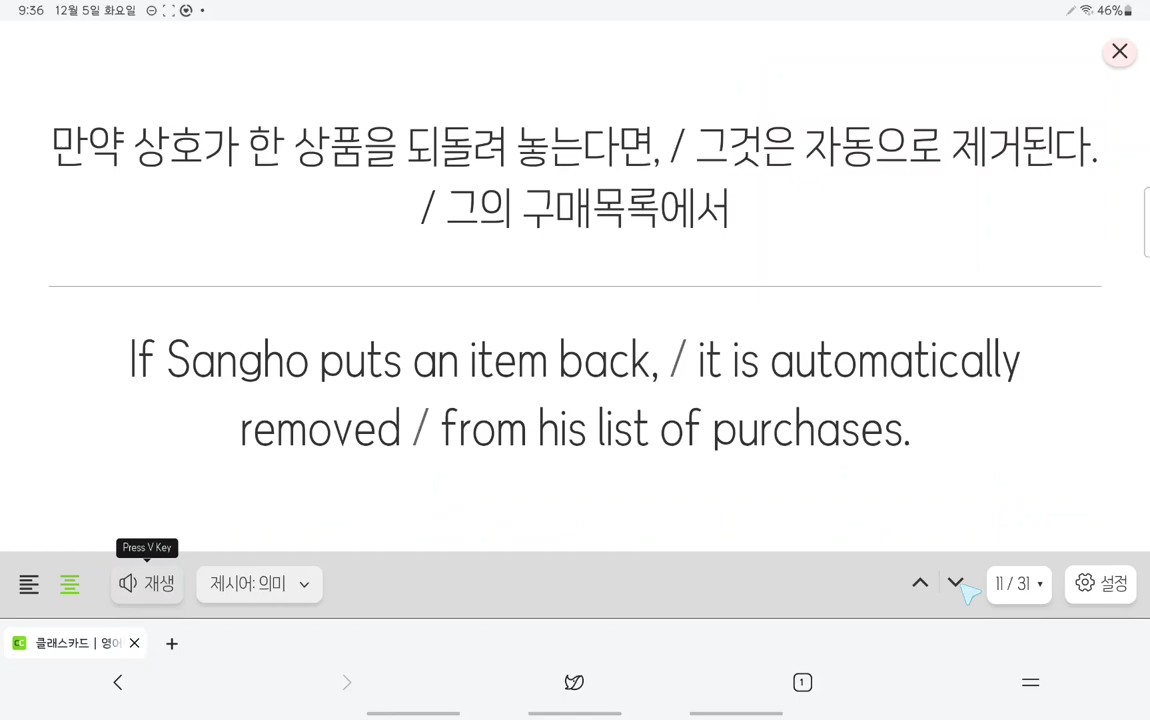 9:36 12월 5일 화요일
46%
만약 상호가 한 상품을 되돌려 놓는다면, / 그것은 자동으로 제거된다.
/ 그의 구매목록에서
If Sangho puts an item back, / it is automatically
removed / from his list of purchases.
Press V Key
재생 제시어: 의미 11 / 31 설정
클래스카드 | 영어
1